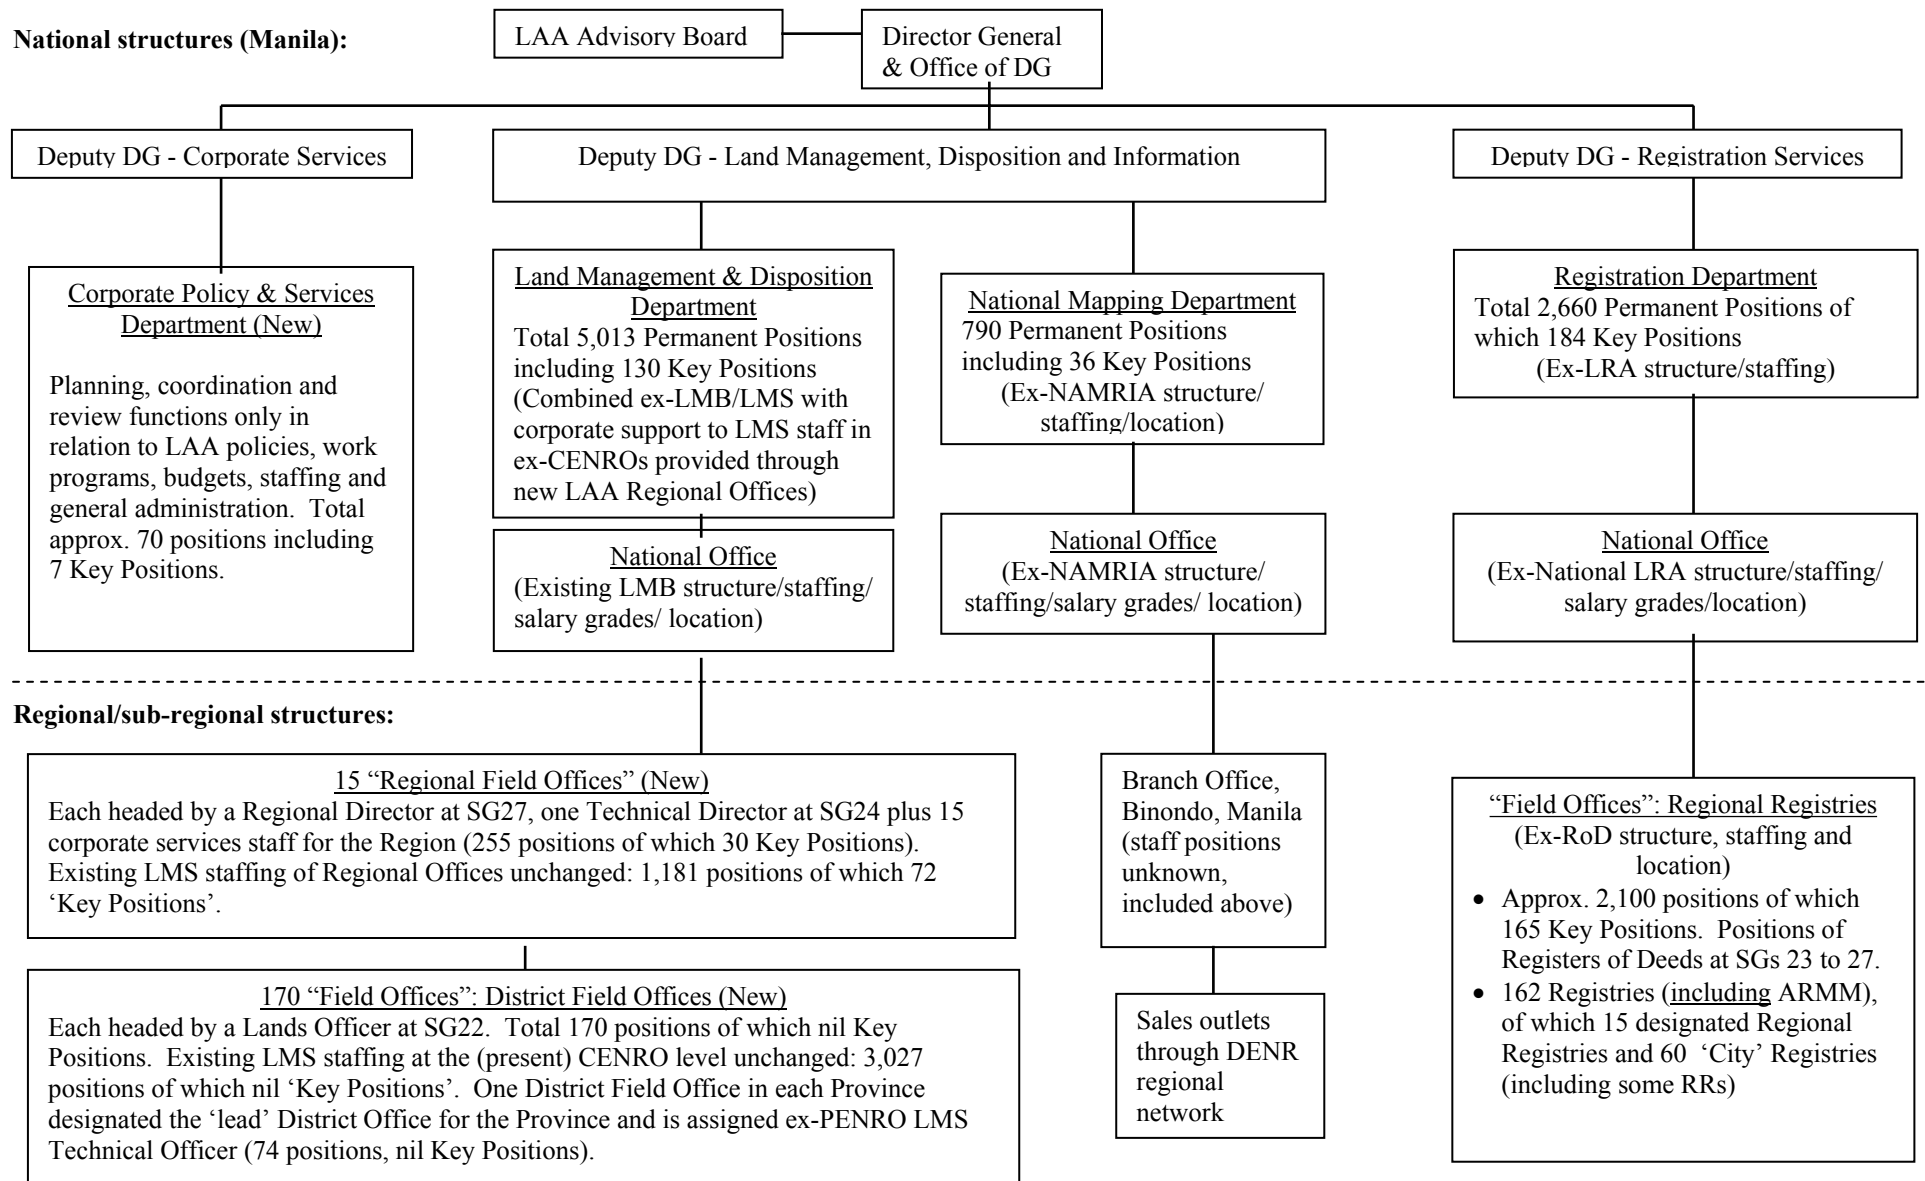 National structures (Manila):
LAA Advisory Board
Director General
& Office of DG
Deputy DG - Corporate Services
Deputy DG - Land Management, Disposition and Information
Deputy DG - Registration Services
Corporate Policy & Services
Department (New)
Planning, coordination and
review functions only in
relation to LAA policies, work
programs, budgets, staffing and
general administration. Total
approx. 70 positions including
7 Key Positions.
Land Management & Disposition
Department
Total 5,013 Permanent Positions
including 130 Key Positions
(Combined ex-LMB/LMS with
corporate support to LMS staff in
ex-CENROs provided through
new LAA Regional Offices)
National Mapping Department
790 Permanent Positions
including 36 Key Positions
(Ex-NAMRIA structure/
staffing/location)
Registration Department
Total 2,660 Permanent Positions of
which 184 Key Positions
(Ex-LRA structure/staffing)
National Office
(Existing LMB structure/staffing/
salary grades/ location)
National Office
(Ex-NAMRIA structure/
staffing/salary grades/ location)
National Office
(Ex-National LRA structure/staffing/
salary grades/location)
Regional/sub-regional structures:
15 “Regional Field Offices” (New)
Each headed by a Regional Director at SG27, one Technical Director at SG24 plus 15
corporate services staff for the Region (255 positions of which 30 Key Positions).
Existing LMS staffing of Regional Offices unchanged: 1,181 positions of which 72
‘Key Positions’.
170 “Field Offices”: District Field Offices (New)
Each headed by a Lands Officer at SG22. Total 170 positions of which nil Key
Positions. Existing LMS staffing at the (present) CENRO level unchanged: 3,027
positions of which nil ‘Key Positions’. One District Field Office in each Province
designated the ‘lead’ District Office for the Province and is assigned ex-PENRO LMS
Technical Officer (74 positions, nil Key Positions).
Branch Office,
Binondo, Manila
(staff positions
unknown,
included above)
Sales outlets
through DENR
regional
network
“Field Offices”: Regional Registries
(Ex-RoD structure, staffing and
location)
• Approx. 2,100 positions of which
165 Key Positions. Positions of
Registers of Deeds at SGs 23 to 27.
• 162 Registries (including ARMM),
of which 15 designated Regional
Registries and 60 ‘City’ Registries
(including some RRs)